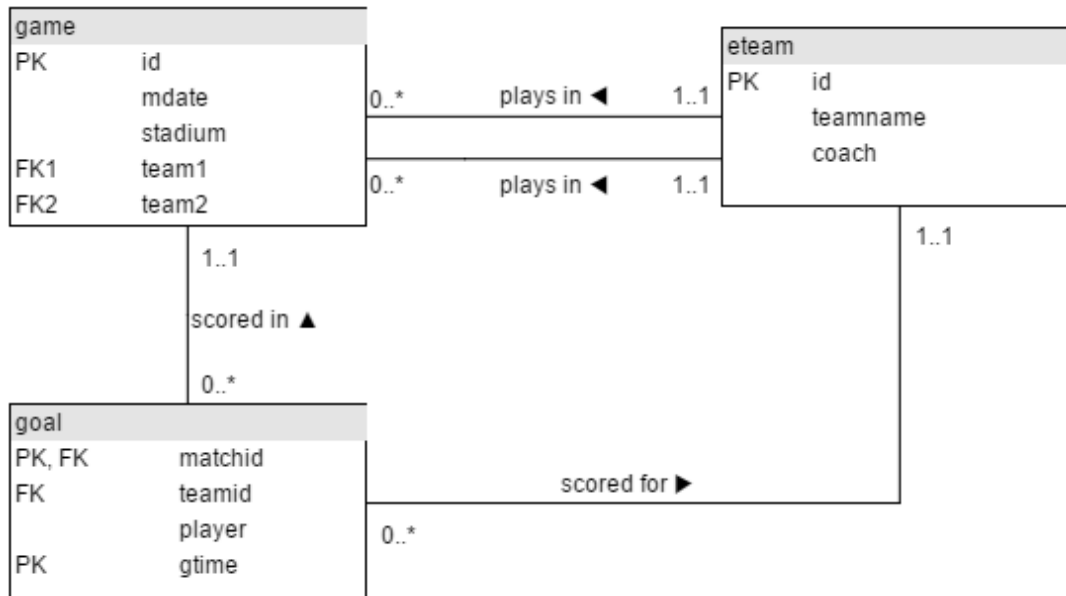 game
PK id
mdate
stadium
FK1 team1
FK2 team2
eteam
PK id
teamname
coach
0..* plays in ◀ 1..1
0..* plays in ◀ 1..1
1..1
scored in ▲
0..*
1..1
goal
PK, FK matchid
FK teamid
player
PK gtime
scored for ▶
0..*